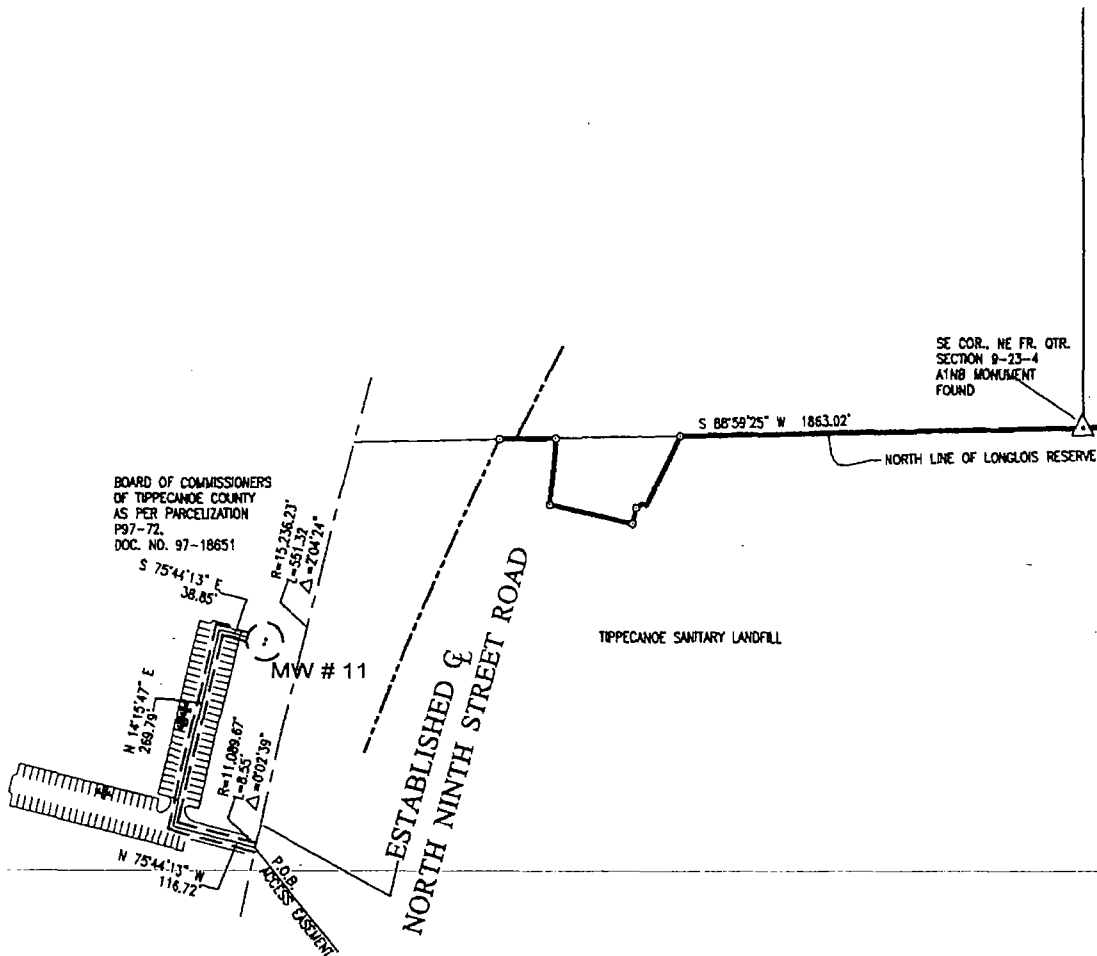 SE COR., NE FR. QTR.
SECTION 9-23-4
A1NB MONUMENT
FOUND
S 88°59'25" W 1863.02'
NORTH LINE OF LONGLOIS RESERVE
BOARD OF COMMISSIONERS
OF TIPPECANOE COUNTY
AS PER PARCELIZATION
P97-72.
DOC. NO. 97-18651
S 75°44'13" E
38.85'
R=15,236.23'
L=551.32
△=2°04'24"
MW # 11
TIPPECANOE SANITARY LANDFILL
N 14°15'47" E
269.79'
R=11,089.67'
L=8.55'
△=0°02'39"
ESTABLISHED ℄
NORTH NINTH STREET ROAD
N 75°44'13" W
116.72'
P.O.B.
ACCESS EASEMENT